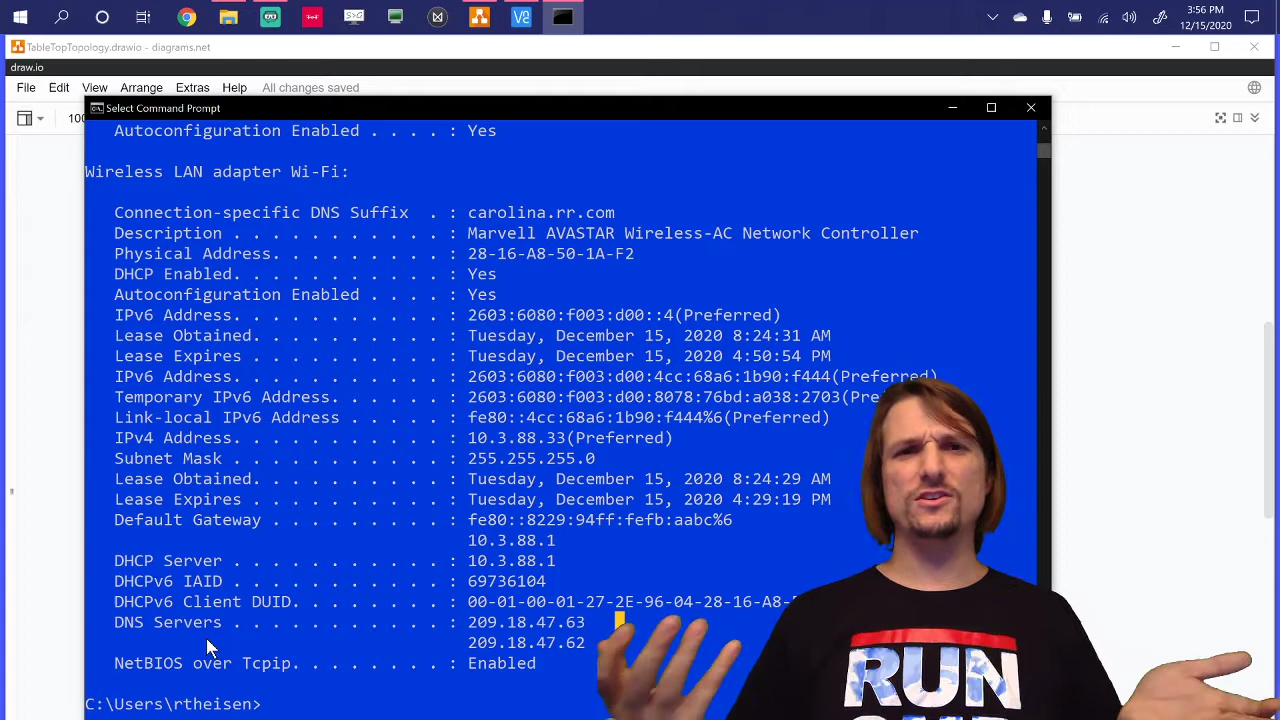 3:56 PM
12/15/2020
TableTopTopology.drawio - diagrams.net
draw.io
File Edit View Arrange Extras Help All changes saved
Select Command Prompt
Autoconfiguration Enabled . . . . : Yes
Wireless LAN adapter Wi-Fi:
Connection-specific DNS Suffix . : carolina.rr.com
Description . . . . . . . . . . . : Marvell AVASTAR Wireless-AC Network Controller
Physical Address. . . . . . . . . : 28-16-A8-50-1A-F2
DHCP Enabled. . . . . . . . . . . : Yes
Autoconfiguration Enabled . . . . : Yes
IPv6 Address. . . . . . . . . . . : 2603:6080:f003:d00::4(Preferred)
Lease Obtained. . . . . . . . . . : Tuesday, December 15, 2020 8:24:31 AM
Lease Expires . . . . . . . . . . : Tuesday, December 15, 2020 4:50:54 PM
IPv6 Address. . . . . . . . . . . : 2603:6080:f003:d00:4cc:68a6:1b90:f444(Preferred)
Temporary IPv6 Address. . . . . . : 2603:6080:f003:d00:8078:76bd:a038:2703(Pre
Link-local IPv6 Address . . . . . : fe80::4cc:68a6:1b90:f444%6(Preferred)
IPv4 Address. . . . . . . . . . . : 10.3.88.33(Preferred)
Subnet Mask . . . . . . . . . . . : 255.255.255.0
Lease Obtained. . . . . . . . . . : Tuesday, December 15, 2020 8:24:29 AM
Lease Expires . . . . . . . . . . : Tuesday, December 15, 2020 4:29:19 PM
Default Gateway . . . . . . . . . : fe80::8229:94ff:fefb:aabc%6
10.3.88.1
DHCP Server . . . . . . . . . . . : 10.3.88.1
DHCPv6 IAID . . . . . . . . . . . : 69736104
DHCPv6 Client DUID. . . . . . . . : 00-01-00-01-27-2E-96-04-28-16-A8-
DNS Servers . . . . . . . . . . . : 209.18.47.63
209.18.47.62
NetBIOS over Tcpip. . . . . . . . : Enabled
C:\Users\rtheisen>
RUN